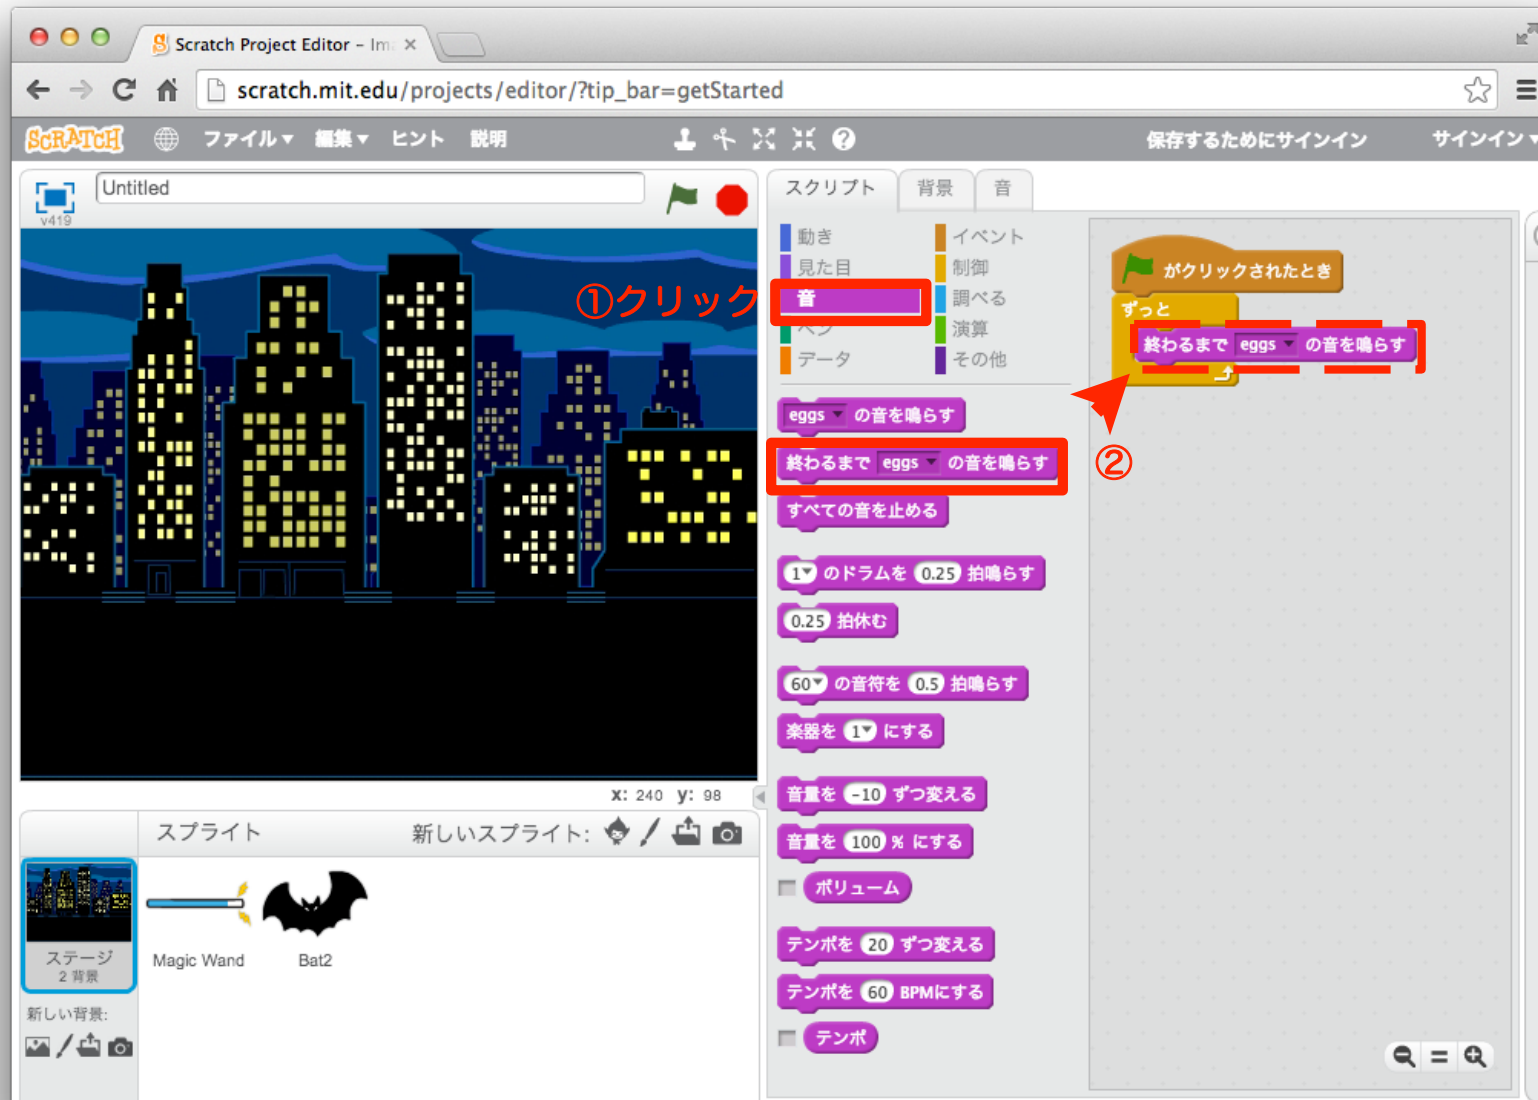 Scratch Project Editor – Im
scratch.mit.edu/projects/editor/?tip_bar=getStarted
SCRATCH ファイル▼ 編集▼ ヒント 説明 保存するためにサインイン サインイン▼
v419
Untitled
スクリプト 背景 音
動き イベント
見た目 制御
①クリック
音 調べる
ペン 演算
データ その他
eggs の音を鳴らす
終わるまで eggs の音を鳴らす
すべての音を止める
1 のドラムを 0.25 拍鳴らす
0.25 拍休む
60 の音符を 0.5 拍鳴らす
楽器を 1 にする
音量を -10 ずつ変える
音量を 100 % にする
ボリューム
テンポを 20 ずつ変える
テンポを 60 BPMにする
テンポ
がクリックされたとき
ずっと
終わるまで eggs の音を鳴らす
②
x: 240 y: 98
スプライト 新しいスプライト:
ステージ
2 背景
新しい背景:
Magic Wand
Bat2